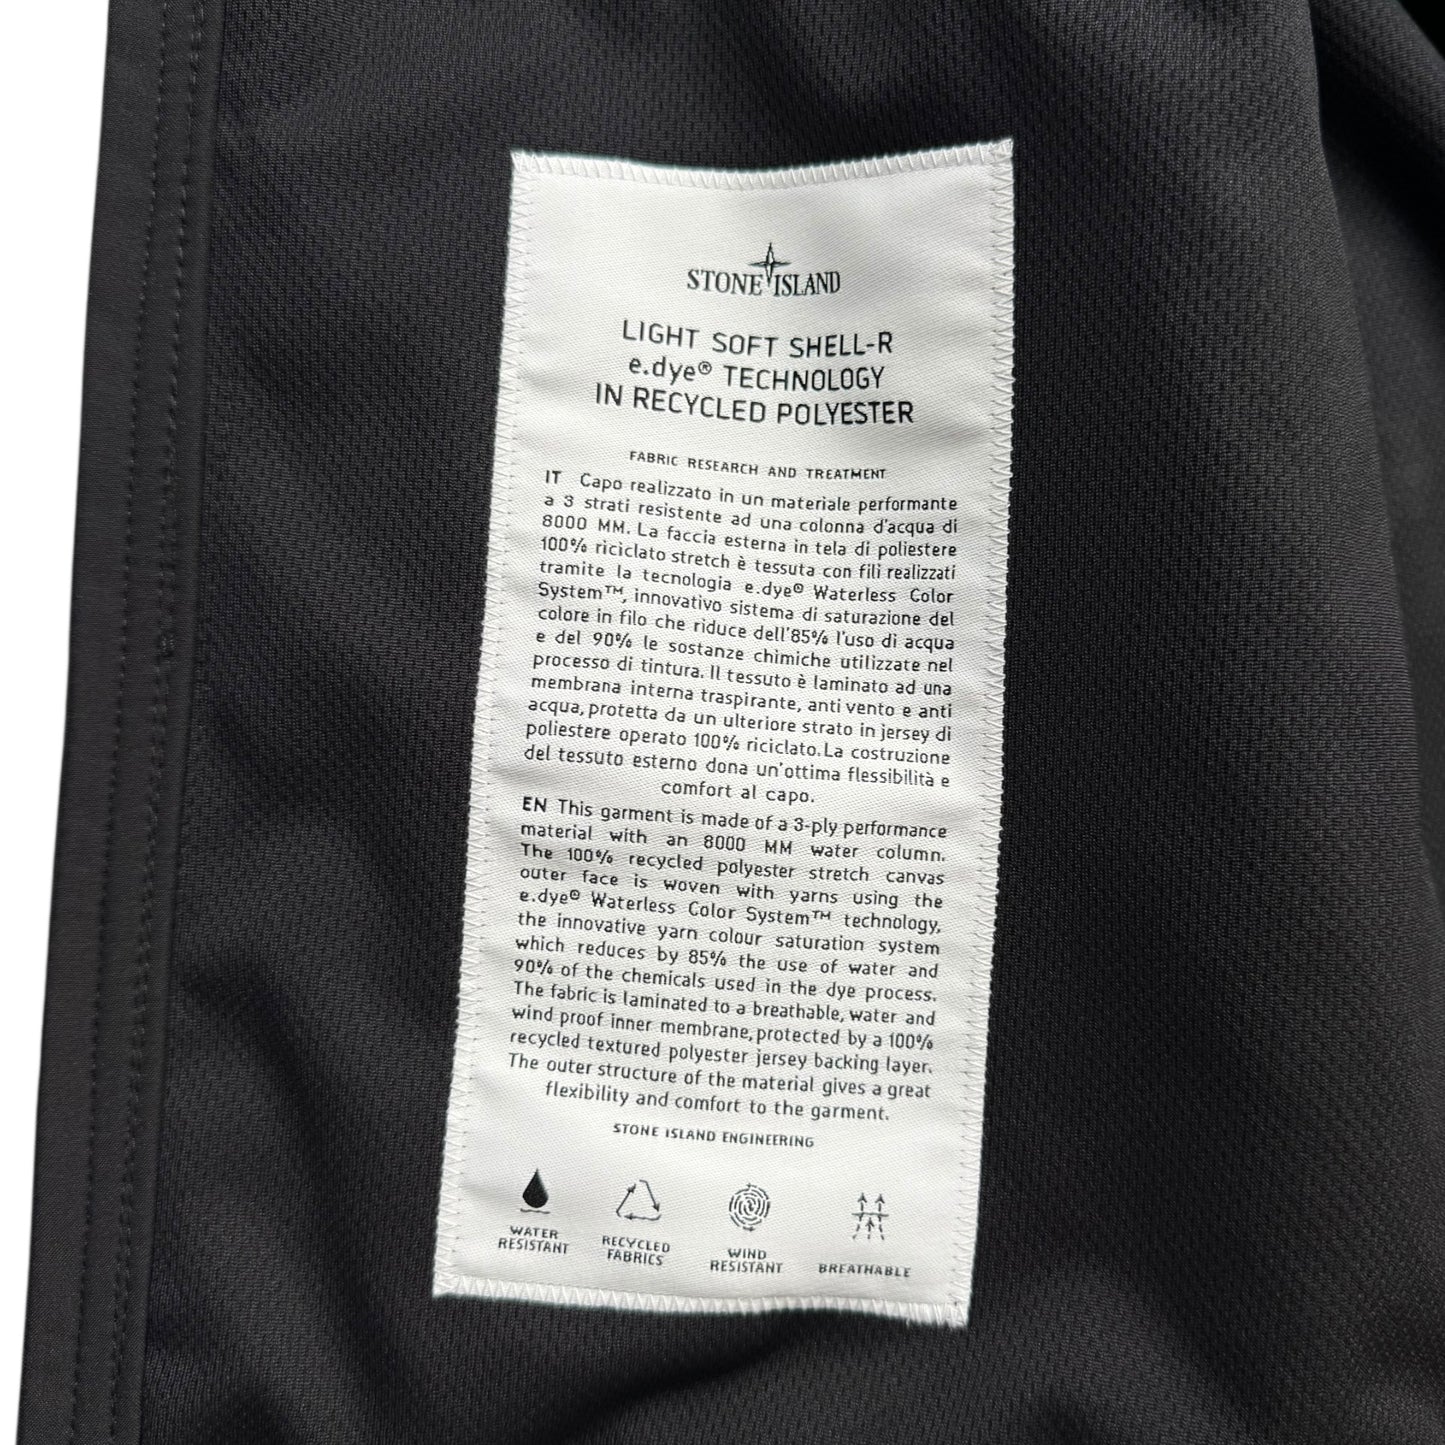 STONE ISLAND
LIGHT SOFT SHELL-R
e.dye® TECHNOLOGY
IN RECYCLED POLYESTER
FABRIC RESEARCH AND TREATMENT
IT Capo realizzato in un materiale performante
a 3 strati resistente ad una colonna d'acqua di
8000 MM. La faccia esterna in tela di poliestere
100% riciclato stretch è tessuta con fili realizzati
tramite la tecnologia e.dye® Waterless Color
System™, innovativo sistema di saturazione del
colore in filo che riduce dell'85% l'uso di acqua
e del 90% le sostanze chimiche utilizzate nel
processo di tintura. Il tessuto è laminato ad una
membrana interna traspirante, anti vento e anti
acqua, protetta da un ulteriore strato in jersey di
poliestere operato 100% riciclato. La costruzione
del tessuto esterno dona un'ottima flessibilità e
comfort al capo.
EN This garment is made of a 3-ply performance
material with an 8000 MM water column.
The 100% recycled polyester stretch canvas
outer face is woven with yarns using the
e.dye® Waterless Color System™ technology,
the innovative yarn colour saturation system
which reduces by 85% the use of water and
90% of the chemicals used in the dye process.
The fabric is laminated to a breathable, water and
wind proof inner membrane, protected by a 100%
recycled textured polyester jersey backing layer.
The outer structure of the material gives a great
flexibility and comfort to the garment.
STONE ISLAND ENGINEERING
WATER
RESISTANT
RECYCLED
FABRICS
WIND
RESISTANT
BREATHABLE